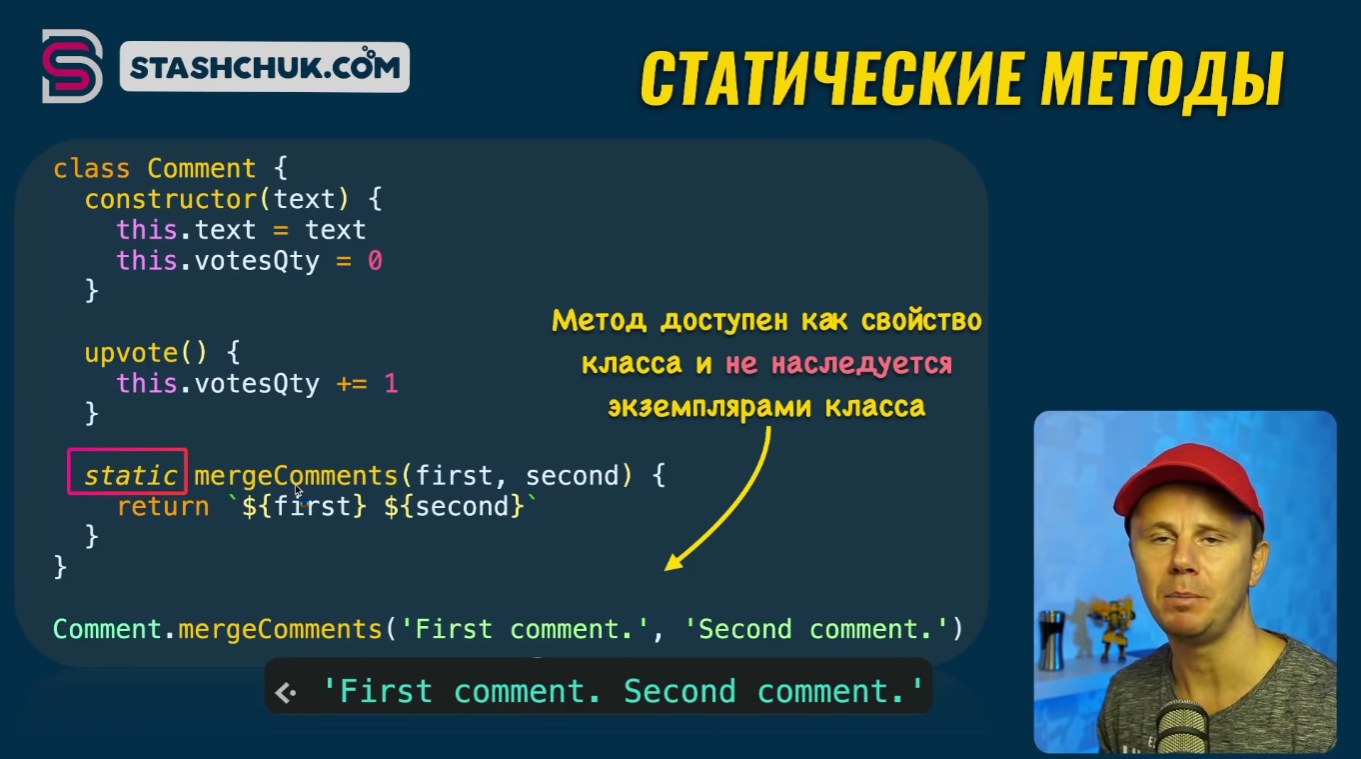 STASHCHUK.COM
СТАТИЧЕСКИЕ МЕТОДЫ
class Comment {
constructor(text) {
this.text = text
this.votesQty = 0
}
upvote() {
this.votesQty += 1
}
static mergeComments(first, second) {
return `${first} ${second}`
}
}
Метод доступен как свойство
класса и не наследуется
экземплярами класса
Comment.mergeComments('First comment.', 'Second comment.')
'First comment. Second comment.'